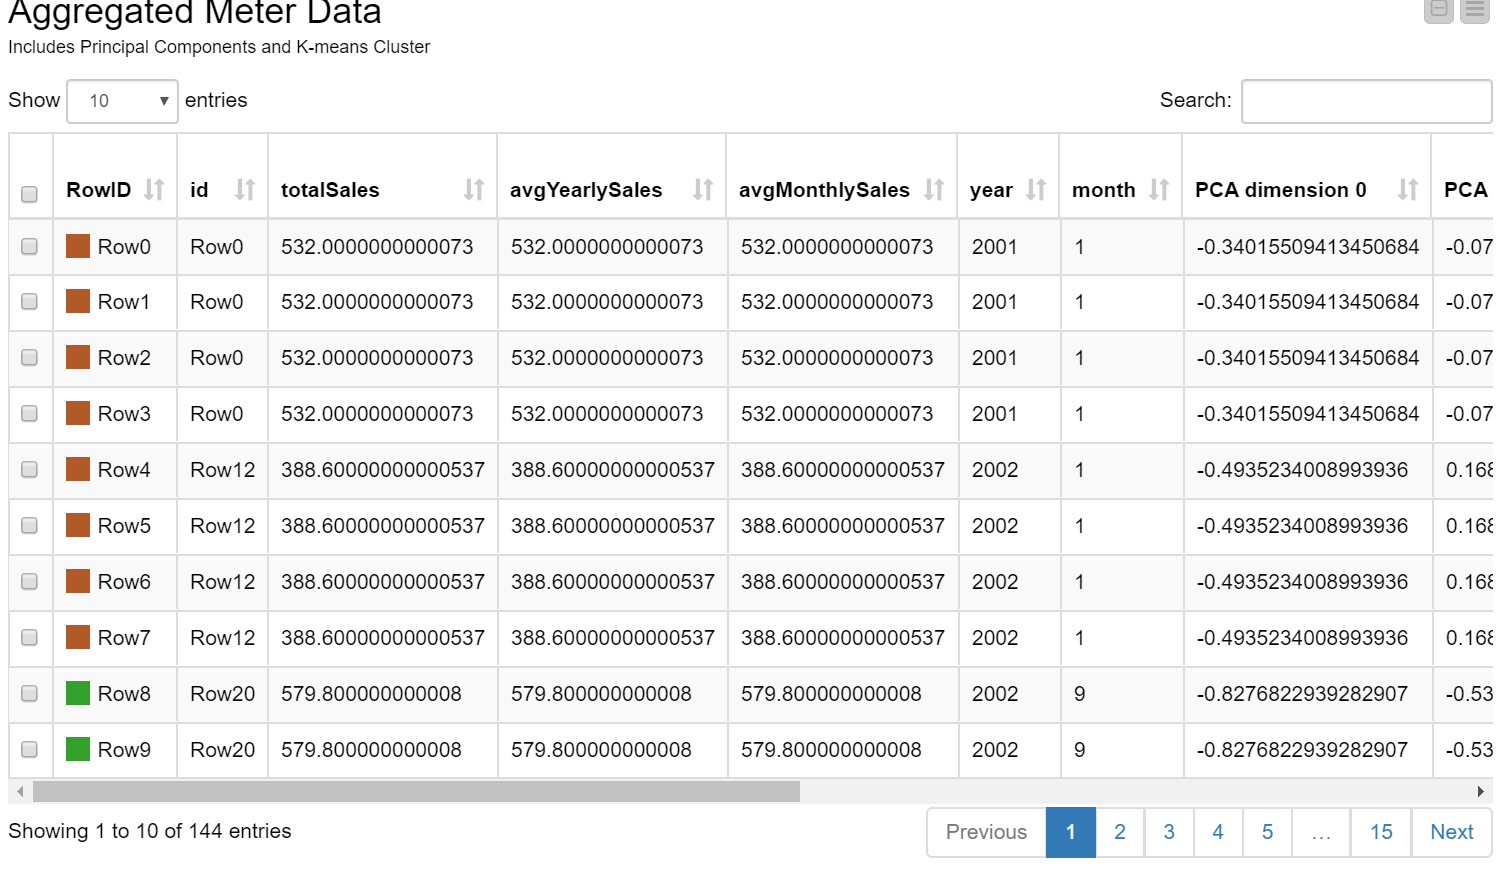 Aggregated Meter Data
Includes Principal Components and K-means Cluster
Show 10 entries Search:
RowID id totalSales avgYearlySales avgMonthlySales year month PCA dimension 0 PCA
Row0 Row0 532.0000000000073 532.0000000000073 532.0000000000073 2001 1 -0.34015509413450684 -0.07
Row1 Row0 532.0000000000073 532.0000000000073 532.0000000000073 2001 1 -0.34015509413450684 -0.07
Row2 Row0 532.0000000000073 532.0000000000073 532.0000000000073 2001 1 -0.34015509413450684 -0.07
Row3 Row0 532.0000000000073 532.0000000000073 532.0000000000073 2001 1 -0.34015509413450684 -0.07
Row4 Row12 388.60000000000537 388.60000000000537 388.60000000000537 2002 1 -0.4935234008993936 0.168
Row5 Row12 388.60000000000537 388.60000000000537 388.60000000000537 2002 1 -0.4935234008993936 0.168
Row6 Row12 388.60000000000537 388.60000000000537 388.60000000000537 2002 1 -0.4935234008993936 0.168
Row7 Row12 388.60000000000537 388.60000000000537 388.60000000000537 2002 1 -0.4935234008993936 0.168
Row8 Row20 579.800000000008 579.800000000008 579.800000000008 2002 9 -0.8276822939282907 -0.53
Row9 Row20 579.800000000008 579.800000000008 579.800000000008 2002 9 -0.8276822939282907 -0.53
Showing 1 to 10 of 144 entries Previous 1 2 3 4 5 … 15 Next